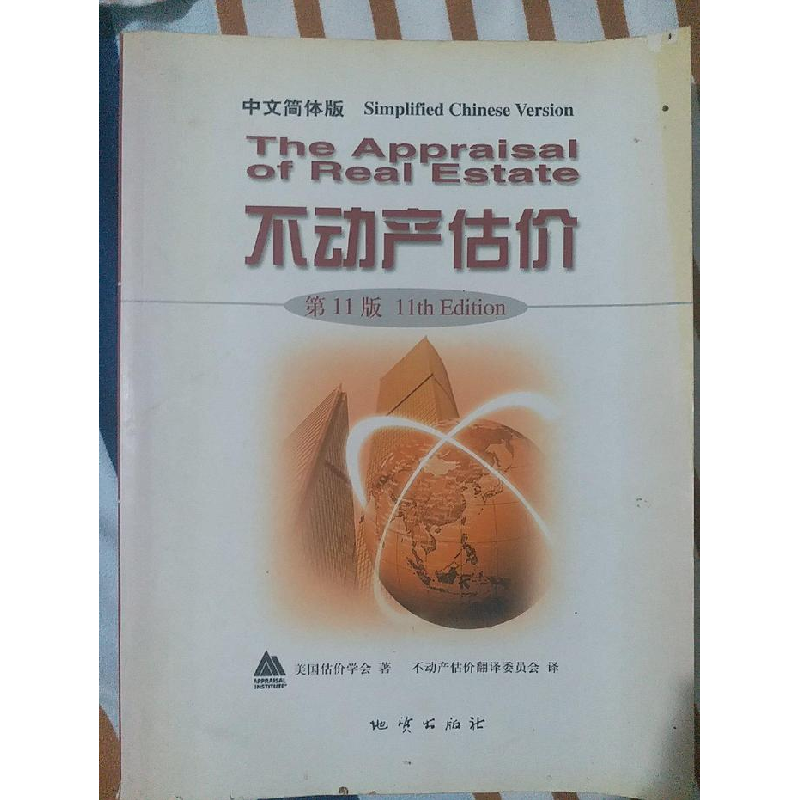 中文简体版 Simplified Chinese Version
The Appraisal
of Real Estate
不动产估价
第11版 11th Edition
APPRAISAL
INSTITUTE®
美国估价学会 著 不动产估价翻译委员会 译
地质出版社